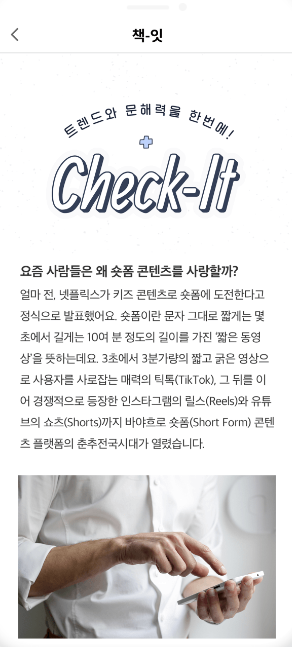 책-잇
트렌드와 문해력을 한번에!
Check-It
요즘 사람들은 왜 숏폼 콘텐츠를 사랑할까?
얼마 전, 넷플릭스가 키즈 콘텐츠로 숏폼에 도전한다고
정식으로 발표했어요. 숏폼이란 문자 그대로 짧게는 몇
초에서 길게는 10여 분 정도의 길이를 가진 ‘짧은 동영
상’을 뜻하는데요. 3초에서 3분가량의 짧고 굵은 영상으
로 사용자를 사로잡는 매력의 틱톡(TikTok), 그 뒤를 이
어 경쟁적으로 등장한 인스타그램의 릴스(Reels)와 유튜
브의 쇼츠(Shorts)까지 바야흐로 숏폼(Short Form) 콘텐
츠 플랫폼의 춘추전국시대가 열렸습니다.